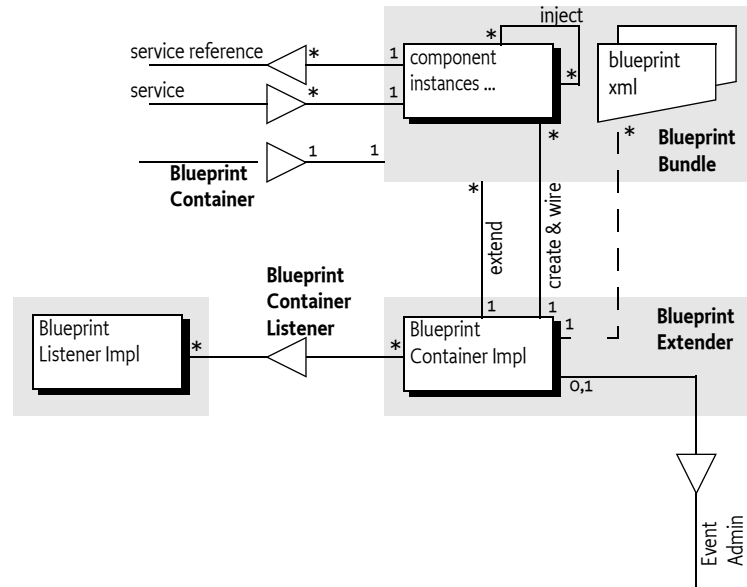 inject
service reference
*
1
component
instances ...
*
*
blueprint
xml
service
*
1
*
*
Blueprint
Bundle
1
1
Blueprint
Container
*
extend
create & wire
Blueprint
Container
Listener
1
1
1
Blueprint
Extender
Blueprint
Listener Impl
*
*
Blueprint
Container Impl
0,1
Event
Admin